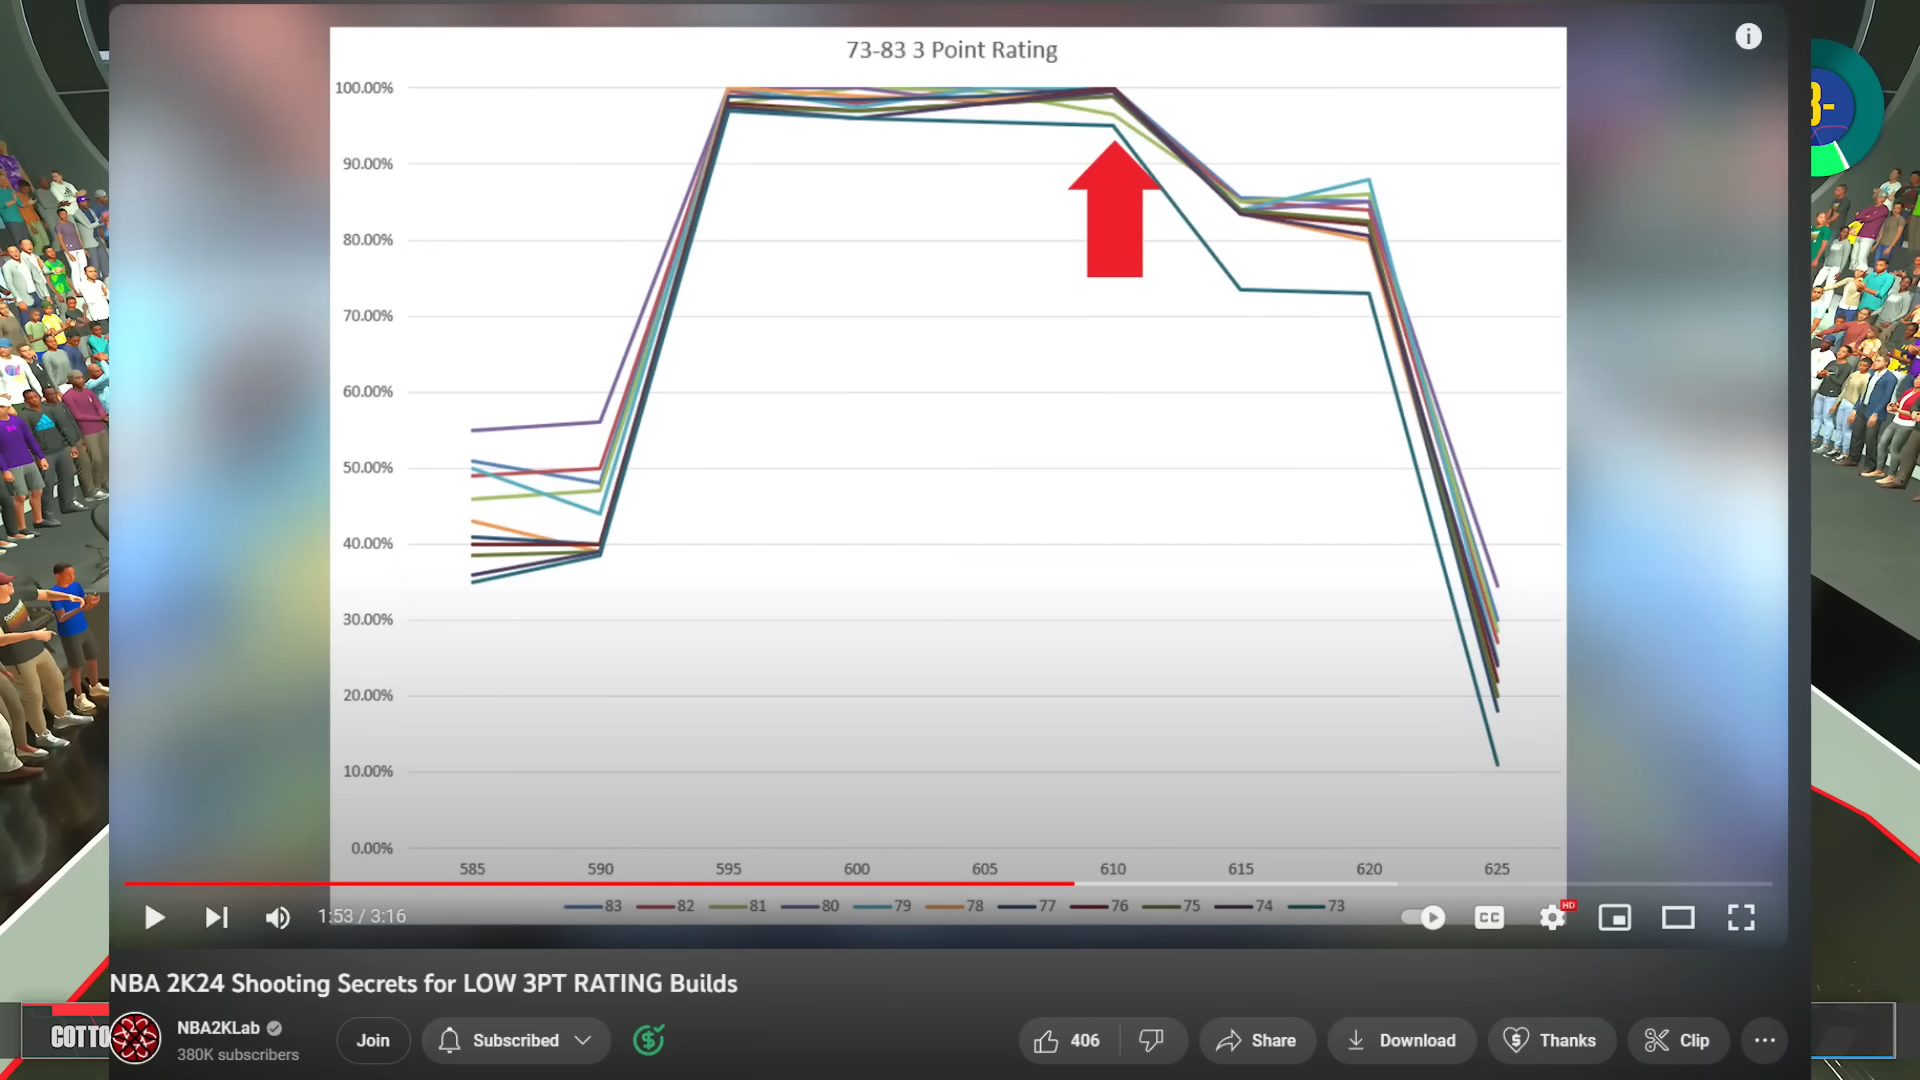 73-83 3 Point Rating
100.00%
90.00%
80.00%
70.00%
60.00%
50.00%
40.00%
30.00%
20.00%
10.00%
0.00%
585 590 595 600 605 610 615 620 625
83 82 81 80 79 78 77 76 75 74 73
1:53 / 3:16
CC
HD
3-
NBA 2K24 Shooting Secrets for LOW 3PT RATING Builds
COTTO
NBA2KLab
380K subscribers
Join
Subscribed
406
Share
Download
Thanks
Clip